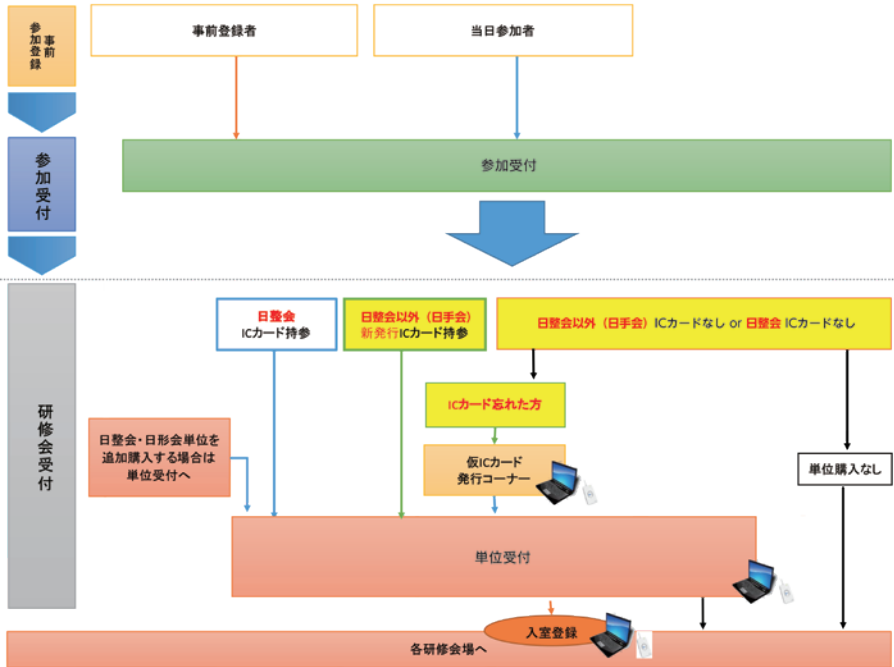 事前
参加登録
事前登録者
当日参加者
参加受付
参加受付
研修会受付
日整会
ICカード持参
日整会以外（日手会）
新発行ICカード持参
日整会以外（日手会）ICカードなし or 日整会 ICカードなし
ICカード忘れた方
日整会・日形会単位を
追加購入する場合は
単位受付へ
仮ICカード
発行コーナー
単位購入なし
単位受付
入室登録
各研修会場へ